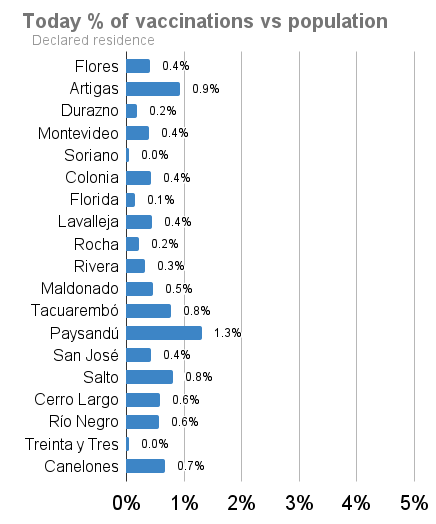 Today % of vaccinations vs population
Declared residence
Flores 0.4%
Artigas 0.9%
Durazno 0.2%
Montevideo 0.4%
Soriano 0.0%
Colonia 0.4%
Florida 0.1%
Lavalleja 0.4%
Rocha 0.2%
Rivera 0.3%
Maldonado 0.5%
Tacuarembó 0.8%
Paysandú 1.3%
San José 0.4%
Salto 0.8%
Cerro Largo 0.6%
Río Negro 0.6%
Treinta y Tres 0.0%
Canelones 0.7%
0% 1% 2% 3% 4% 5%